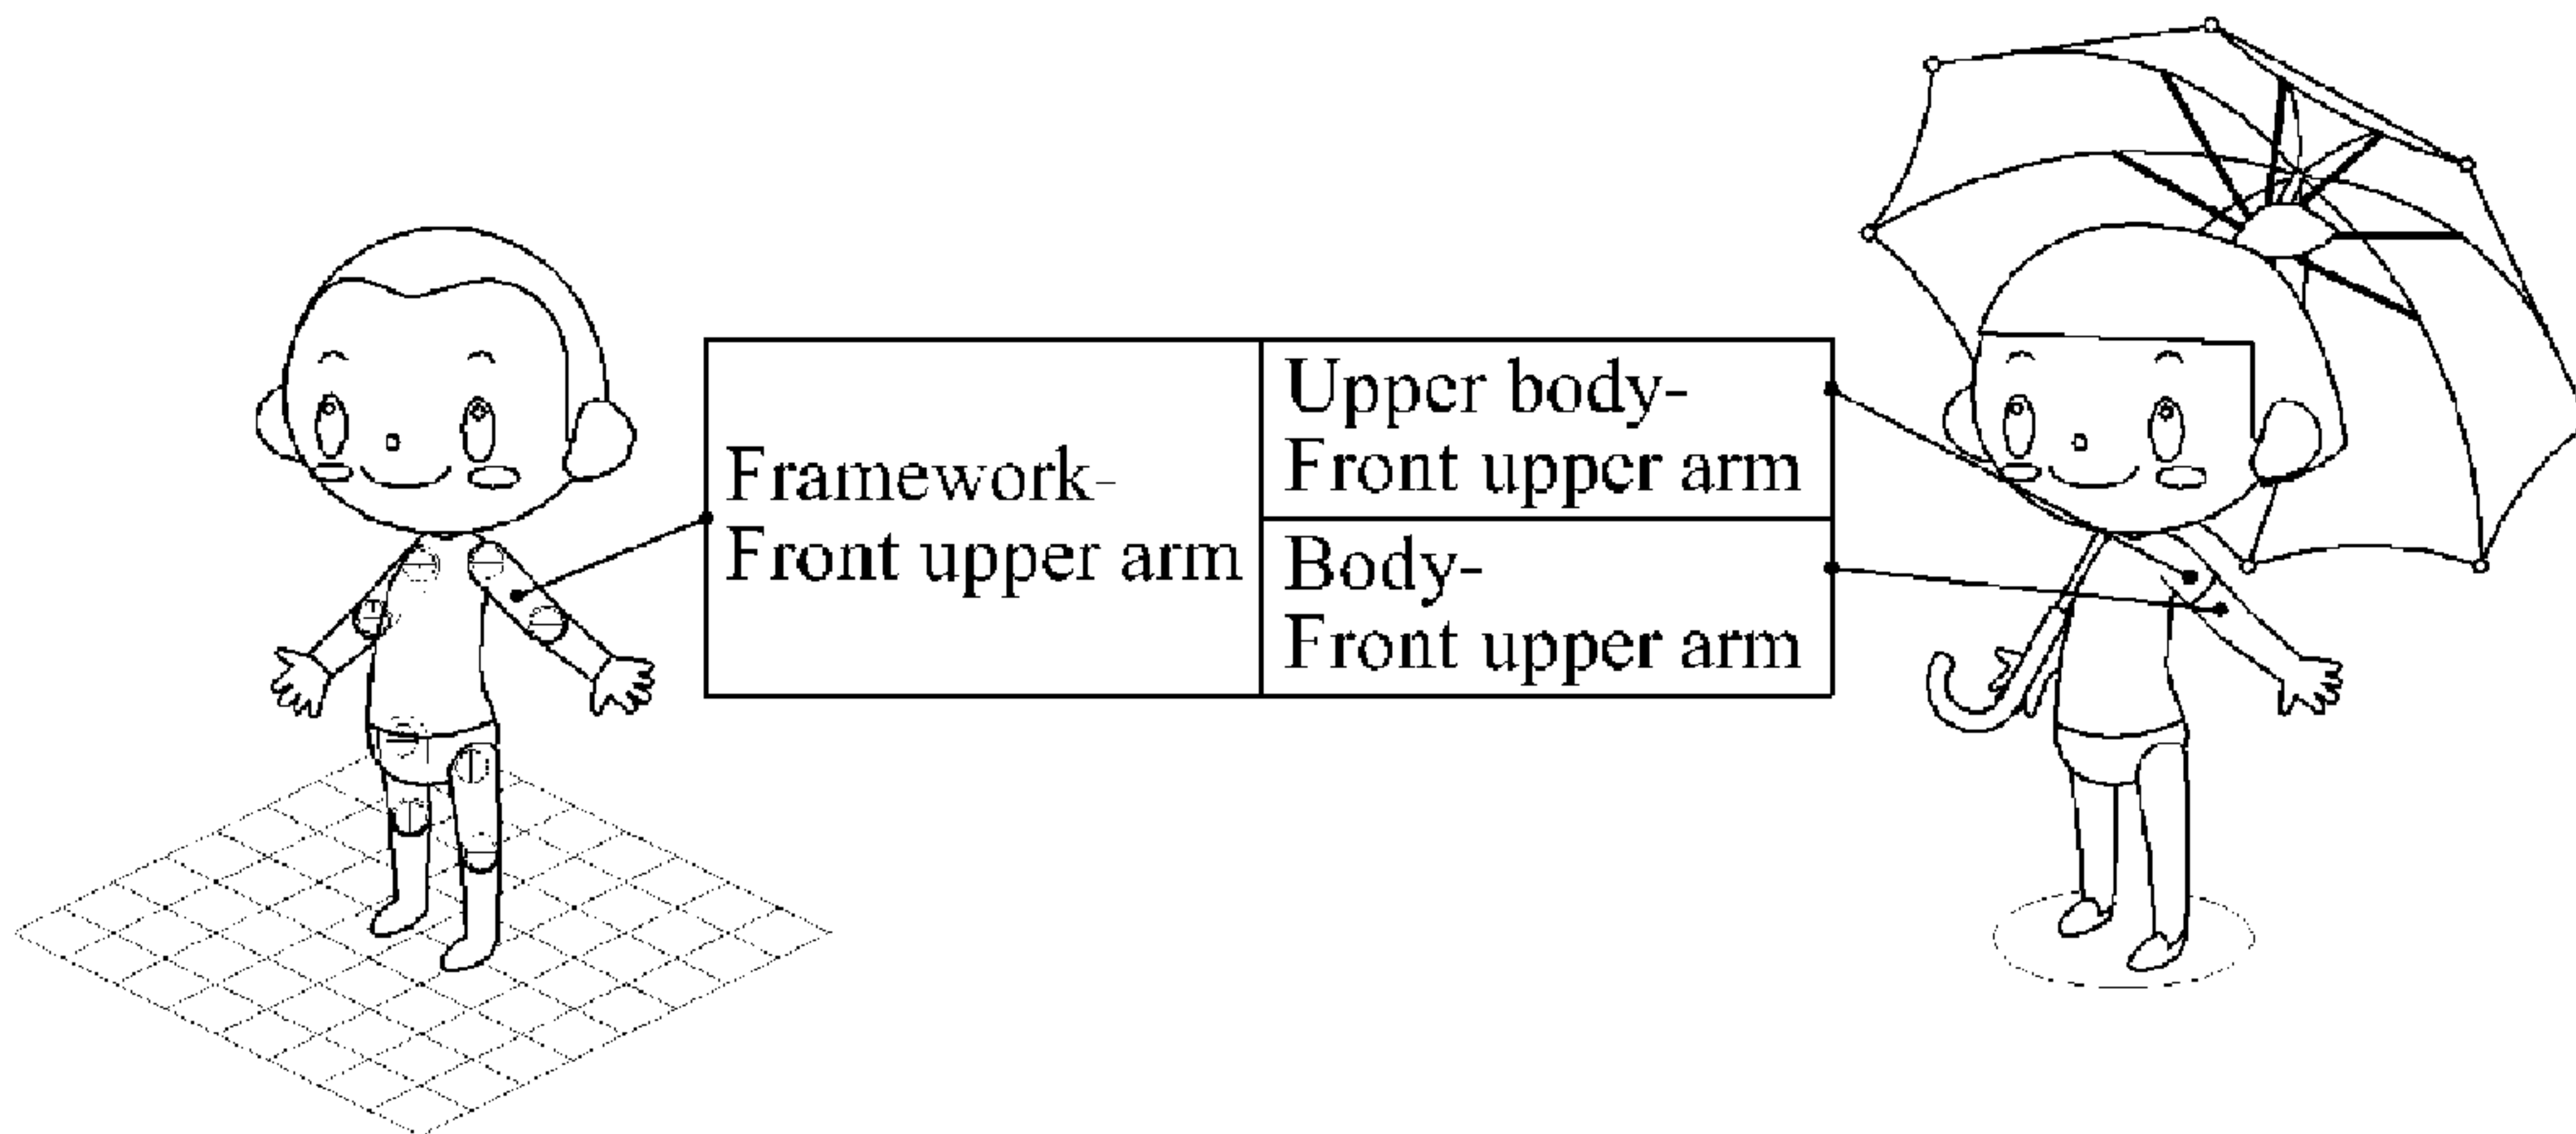 Framework-
Front upper arm
Upper body-
Front upper arm
Body-
Front upper arm